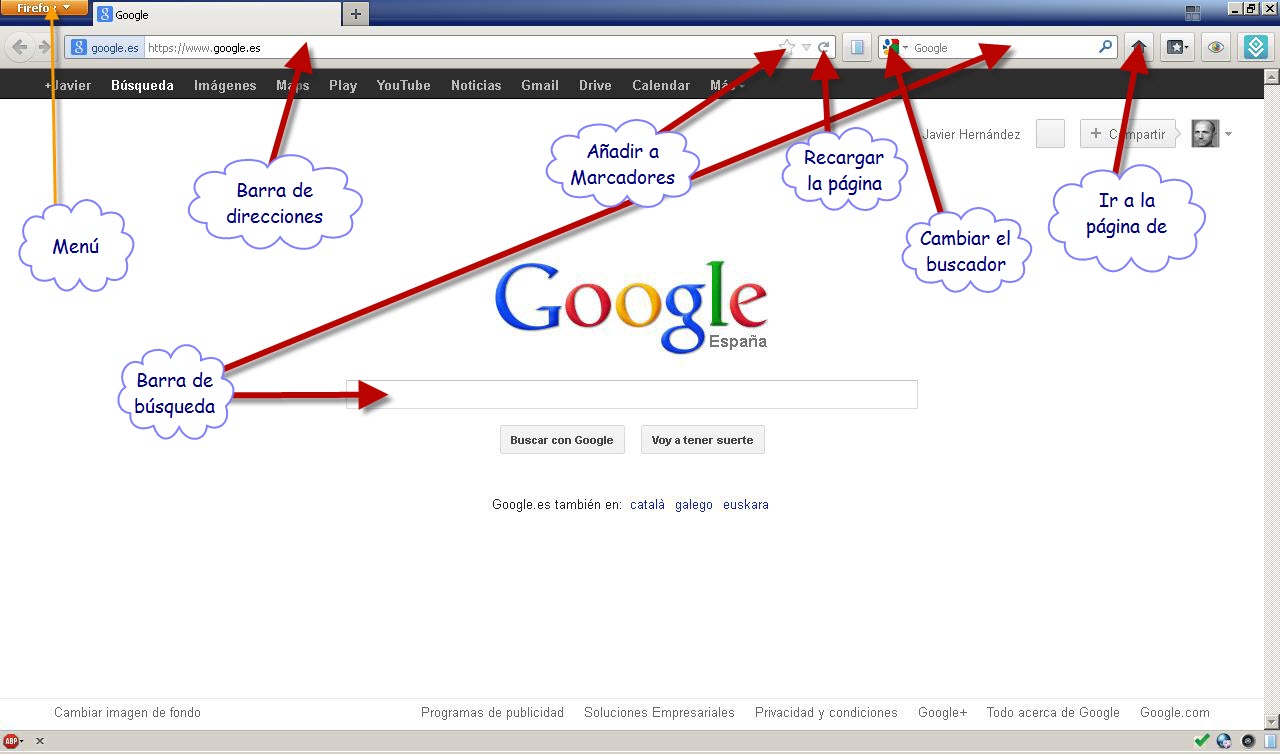 Firefox
Google
google.es https://www.google.es
Google
+Javier Búsqueda Imágenes Maps Play YouTube Noticias Gmail Drive Calendar Más
Javier Hernández
+ Compartir
Añadir a
Marcadores
Recargar
la página
Barra de
direcciones
Ir a la
página de
Menú
Cambiar el
buscador
Google
España
Barra de
búsqueda
Buscar con Google Voy a tener suerte
Google.es también en: català galego euskara
Cambiar imagen de fondo Programas de publicidad Soluciones Empresariales Privacidad y condiciones Google+ Todo acerca de Google Google.com
ABP